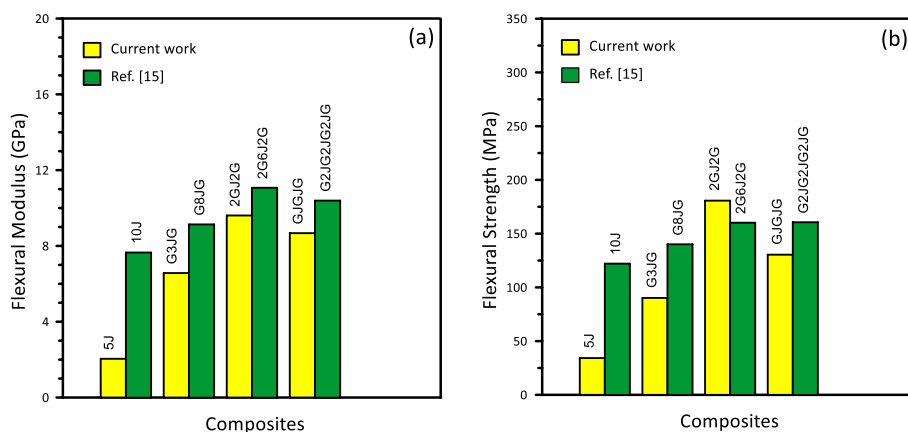 20
16
12
8
4
0
Flexural Modulus (GPa)
(a)
Current work
Ref. [15]
5J
10J
G3JG
G8JG
2GJ2G
2G6J2G
GJGJG
G2JG2JG2JG
Composites
350
300
250
200
150
100
50
0
Flexural Strength (MPa)
(b)
Current work
Ref. [15]
5J
10J
G3JG
G8JG
2GJ2G
2G6J2G
GJGJG
G2JG2JG2JG
Composites